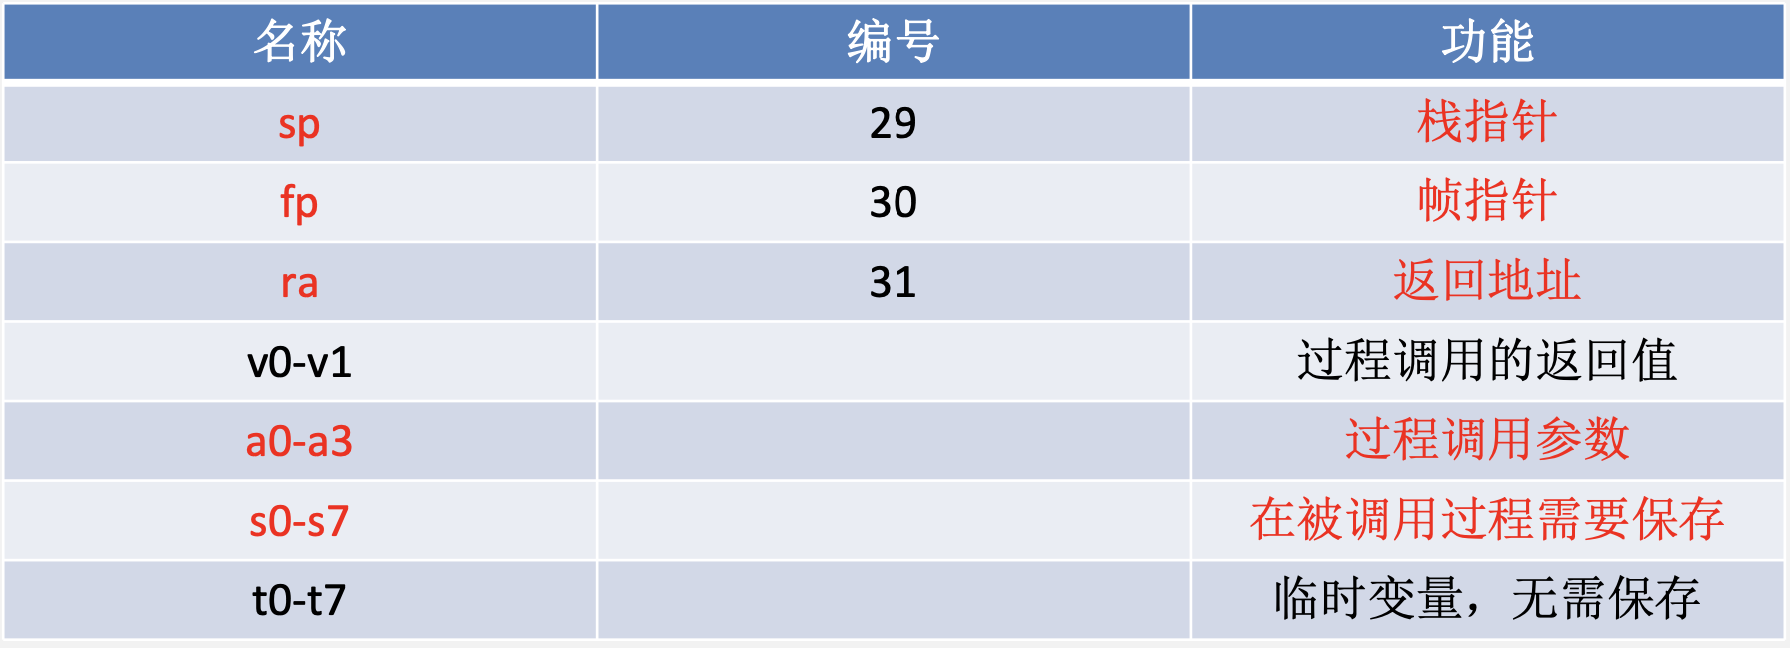 名称 编号 功能
sp 29 栈指针
fp 30 帧指针
ra 31 返回地址
v0-v1 过程调用的返回值
a0-a3 过程调用参数
s0-s7 在被调用过程需要保存
t0-t7 临时变量，无需保存